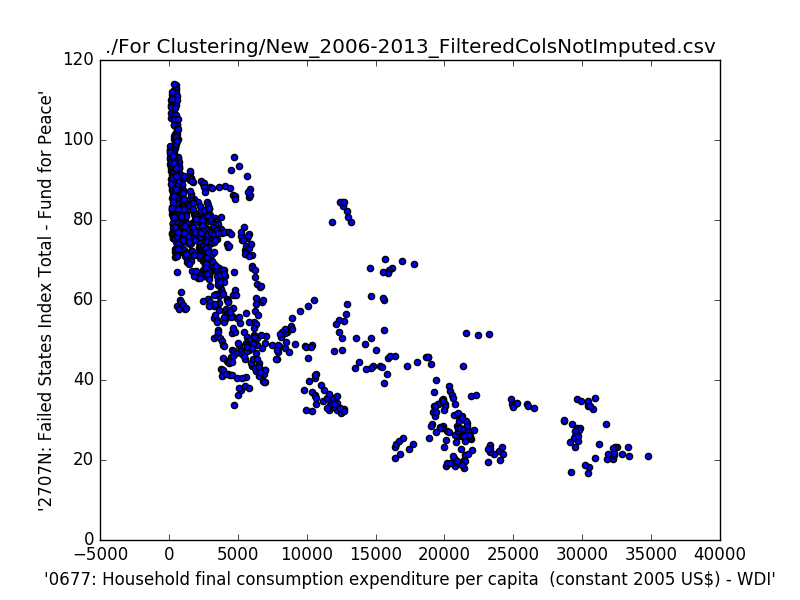 ./For Clustering/New_2006-2013_FilteredColsNotImputed.csv
120
100
80
60
40
20
0
'2707N: Failed States Index Total - Fund for Peace'
−5000 0 5000 10000 15000 20000 25000 30000 35000 40000
'0677: Household final consumption expenditure per capita  (constant 2005 US$) - WDI'